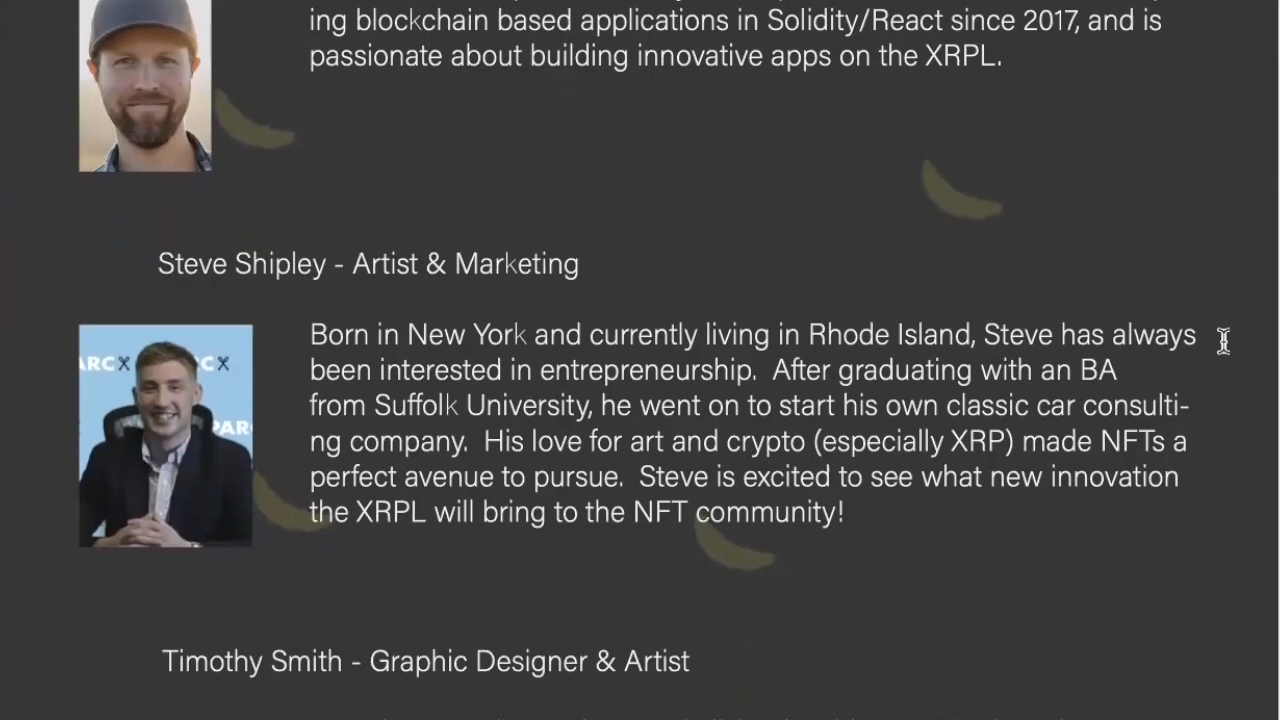 ing blockchain based applications in Solidity/React since 2017, and is
passionate about building innovative apps on the XRPL.
Steve Shipley - Artist & Marketing
ARCX
CX
PARC
Born in New York and currently living in Rhode Island, Steve has always
been interested in entrepreneurship.  After graduating with an BA
from Suffolk University, he went on to start his own classic car consulti-
ng company.  His love for art and crypto (especially XRP) made NFTs a
perfect avenue to pursue.  Steve is excited to see what new innovation
the XRPL will bring to the NFT community!
Timothy Smith - Graphic Designer & Artist